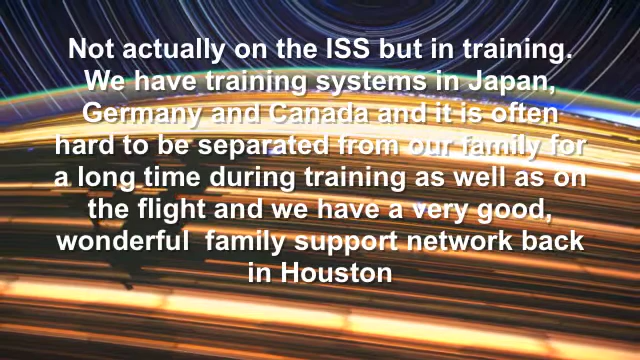 Not actually on the ISS but in training.
We have training systems in Japan,
Germany and Canada and it is often
hard to be separated from our family for
a long time during training as well as on
the flight and we have a very good,
wonderful  family support network back
in Houston